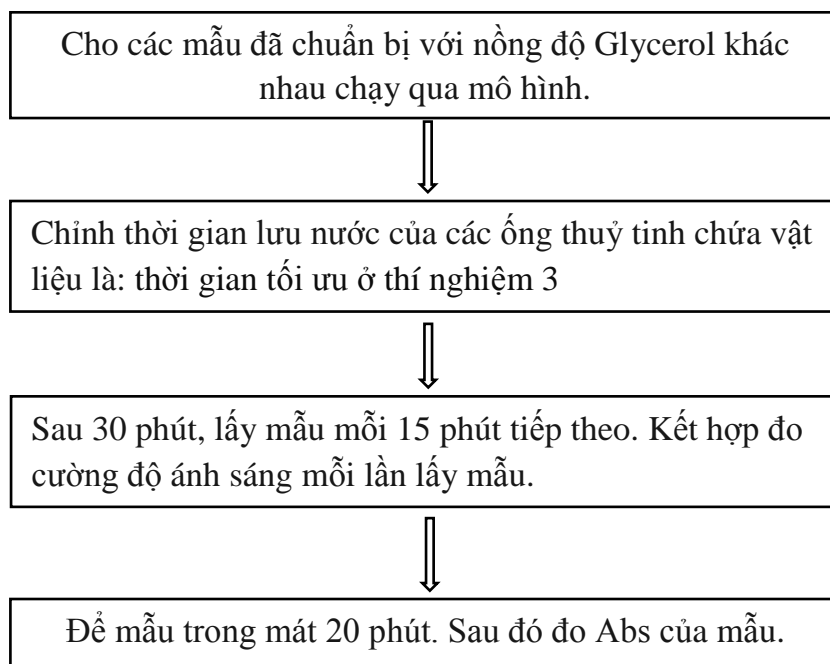 Cho các mẫu đã chuẩn bị với nồng độ Glycerol khác
nhau chạy qua mô hình.
Chỉnh thời gian lưu nước của các ống thuỷ tinh chứa vật
liệu là: thời gian tối ưu ở thí nghiệm 3
Sau 30 phút, lấy mẫu mỗi 15 phút tiếp theo. Kết hợp đo
cường độ ánh sáng mỗi lần lấy mẫu.
Để mẫu trong mát 20 phút. Sau đó đo Abs của mẫu.